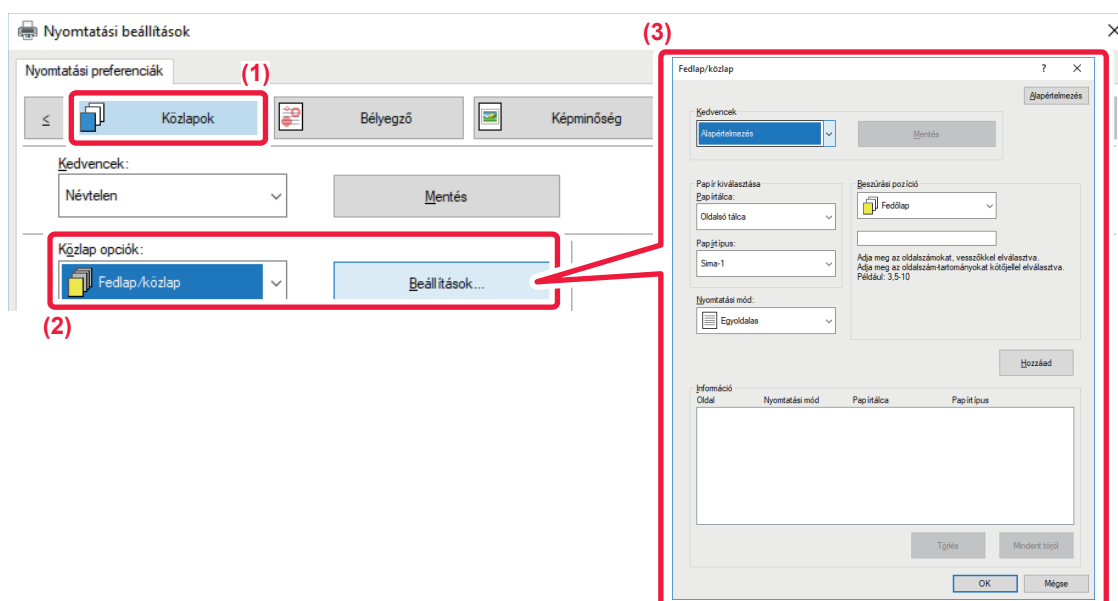 Nyomtatási beállítások
Nyomtatási preferenciák
(1)
≤
Közlapok
Bélyegző
Képminőség
Kedvencek:
Névtelen
Mentés
Közlap opciók:
Fedlap/közlap
Beállítások...
(2)
(3)
Fedlap/közlap
?
Alapértelmezés
Kedvencek
Alapértelmezés
Mentés
Papír kiválasztása
Papírtálca:
Oldalsó tálca
Papírtípus:
Sima-1
Nyomtatási mód:
Egyoldalas
Beszúrási pozíció
Fedőlap
Adja meg az oldalszámokat, vesszőkkel elválasztva.
Adja meg az oldalszám-tartományokat kötőjellel elválasztva.
Például: 3,5-10
Hozzáad
Információ
Oldal Nyomtatási mód Papírtálca Papírtípus
Törlés
Mindent töröl
OK
Mégse